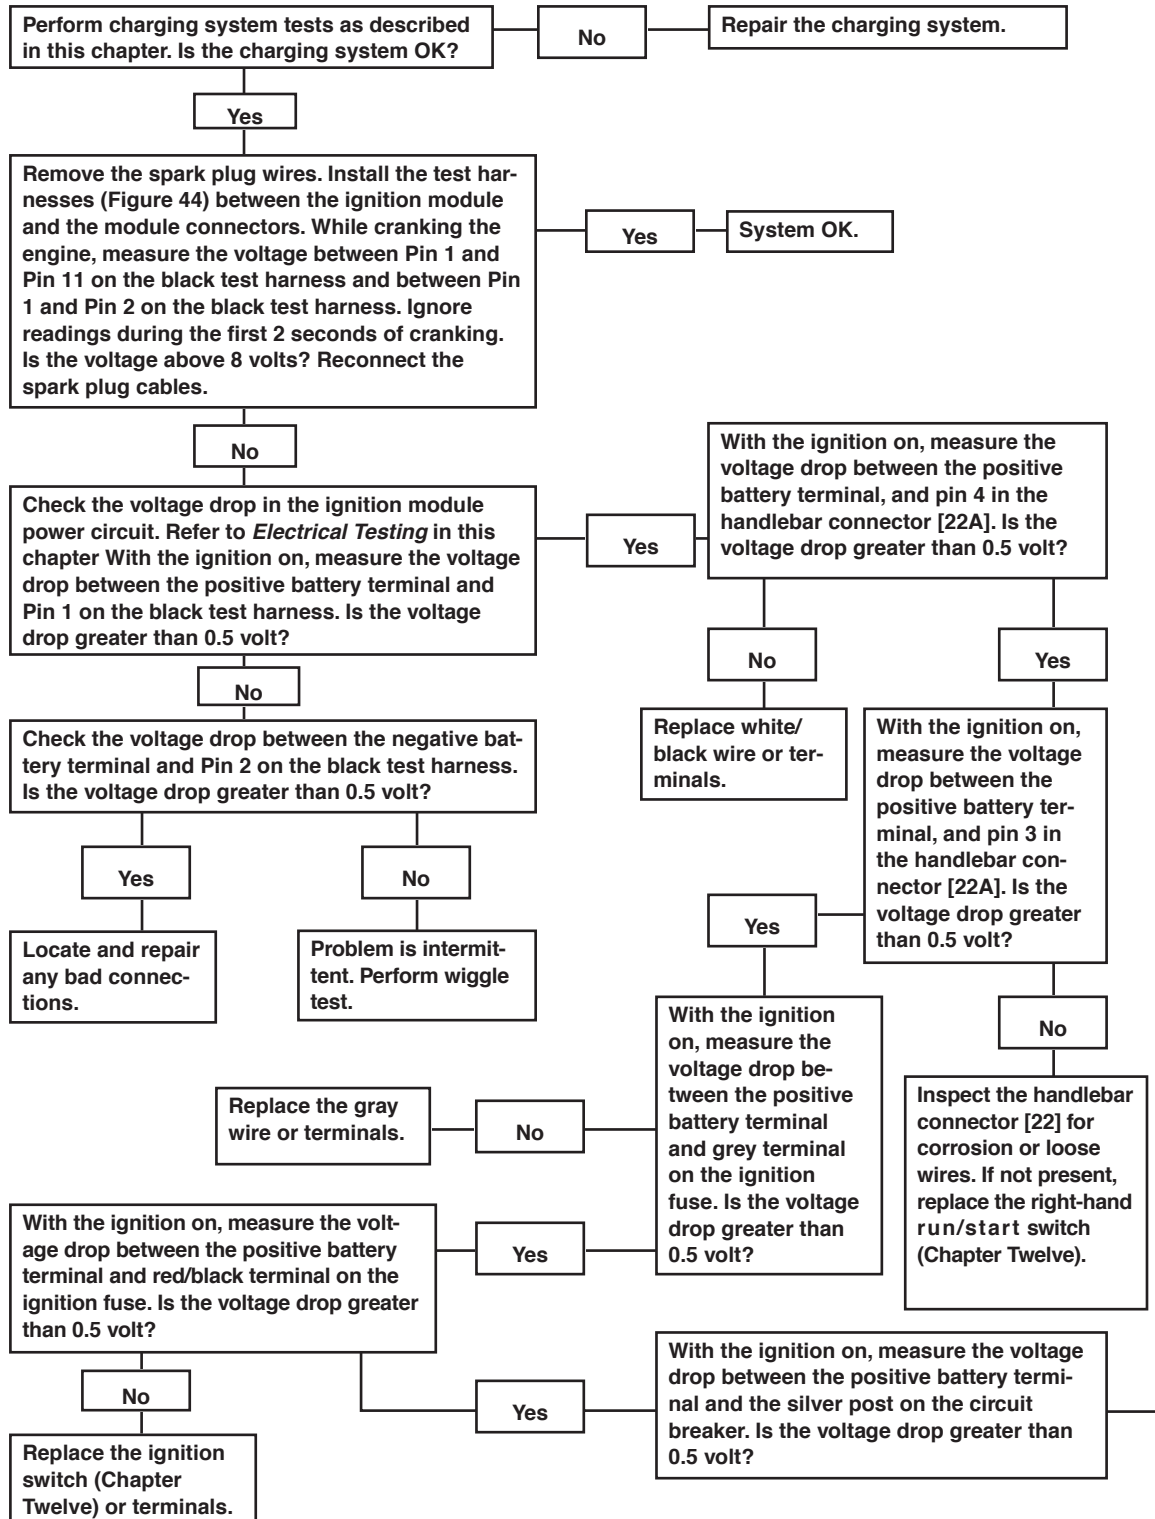 Perform charging system tests as described
in this chapter. Is the charging system OK?
No
Repair the charging system.
Yes
Remove the spark plug wires. Install the test har-
nesses (Figure 44) between the ignition module
and the module connectors. While cranking the
engine, measure the voltage between Pin 1 and
Pin 11 on the black test harness and between Pin
1 and Pin 2 on the black test harness. Ignore
readings during the first 2 seconds of cranking.
Is the voltage above 8 volts? Reconnect the
spark plug cables.
Yes
System OK.
No
Check the voltage drop in the ignition module
power circuit. Refer to Electrical Testing in this
chapter With the ignition on, measure the voltage
drop between the positive battery terminal and
Pin 1 on the black test harness. Is the voltage
drop greater than 0.5 volt?
Yes
With the ignition on, measure the
voltage drop between the positive
battery terminal, and pin 4 in the
handlebar connector [22A]. Is the
voltage drop greater than 0.5 volt?
No
Yes
No
Check the voltage drop between the negative bat-
tery terminal and Pin 2 on the black test harness.
Is the voltage drop greater than 0.5 volt?
Replace white/
black wire or ter-
minals.
With the ignition on,
measure the voltage
drop between the
positive battery ter-
minal, and pin 3 in
the handlebar con-
nector [22A]. Is the
voltage drop greater
than 0.5 volt?
Yes
No
Yes
Locate and repair
any bad connec-
tions.
Problem is intermit-
tent. Perform wiggle
test.
With the ignition
on, measure the
voltage drop be-
tween the positive
battery terminal
and grey terminal
on the ignition
fuse. Is the voltage
drop greater than
0.5 volt?
No
Replace the gray
wire or terminals.
No
Inspect the handlebar
connector [22] for
corrosion or loose
wires. If not present,
replace the right-hand
run/start switch
(Chapter Twelve).
With the ignition on, measure the volt-
age drop between the positive battery
terminal and red/black terminal on the
ignition fuse. Is the voltage drop greater
than 0.5 volt?
Yes
No
Yes
With the ignition on, measure the voltage
drop between the positive battery termi-
nal and the silver post on the circuit
breaker. Is the voltage drop greater than
0.5 volt?
Replace the ignition
switch (Chapter
Twelve) or terminals.